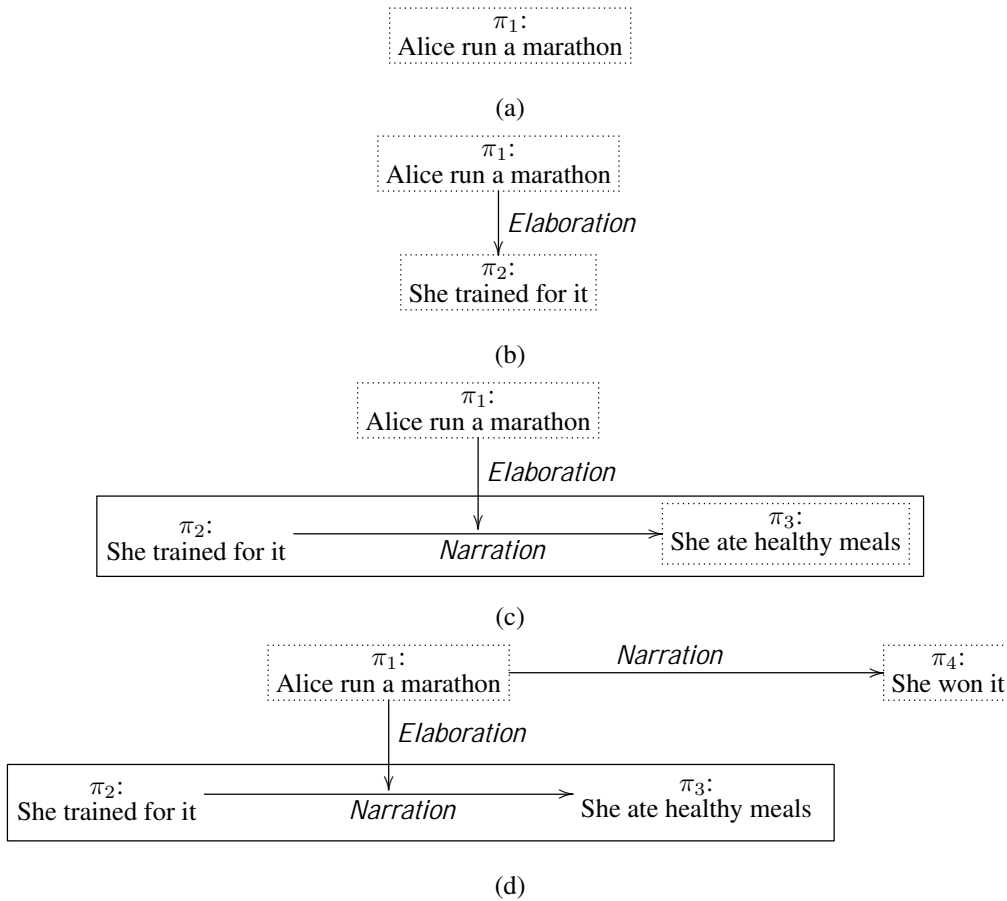 π₁:
Alice run a marathon
(a)
π₁:
Alice run a marathon
Elaboration
π₂:
She trained for it
(b)
π₁:
Alice run a marathon
Elaboration
π₂:
She trained for it
Narration
π₃:
She ate healthy meals
(c)
π₁:
Alice run a marathon
Narration
π₄:
She won it
Elaboration
π₂:
She trained for it
Narration
π₃:
She ate healthy meals
(d)